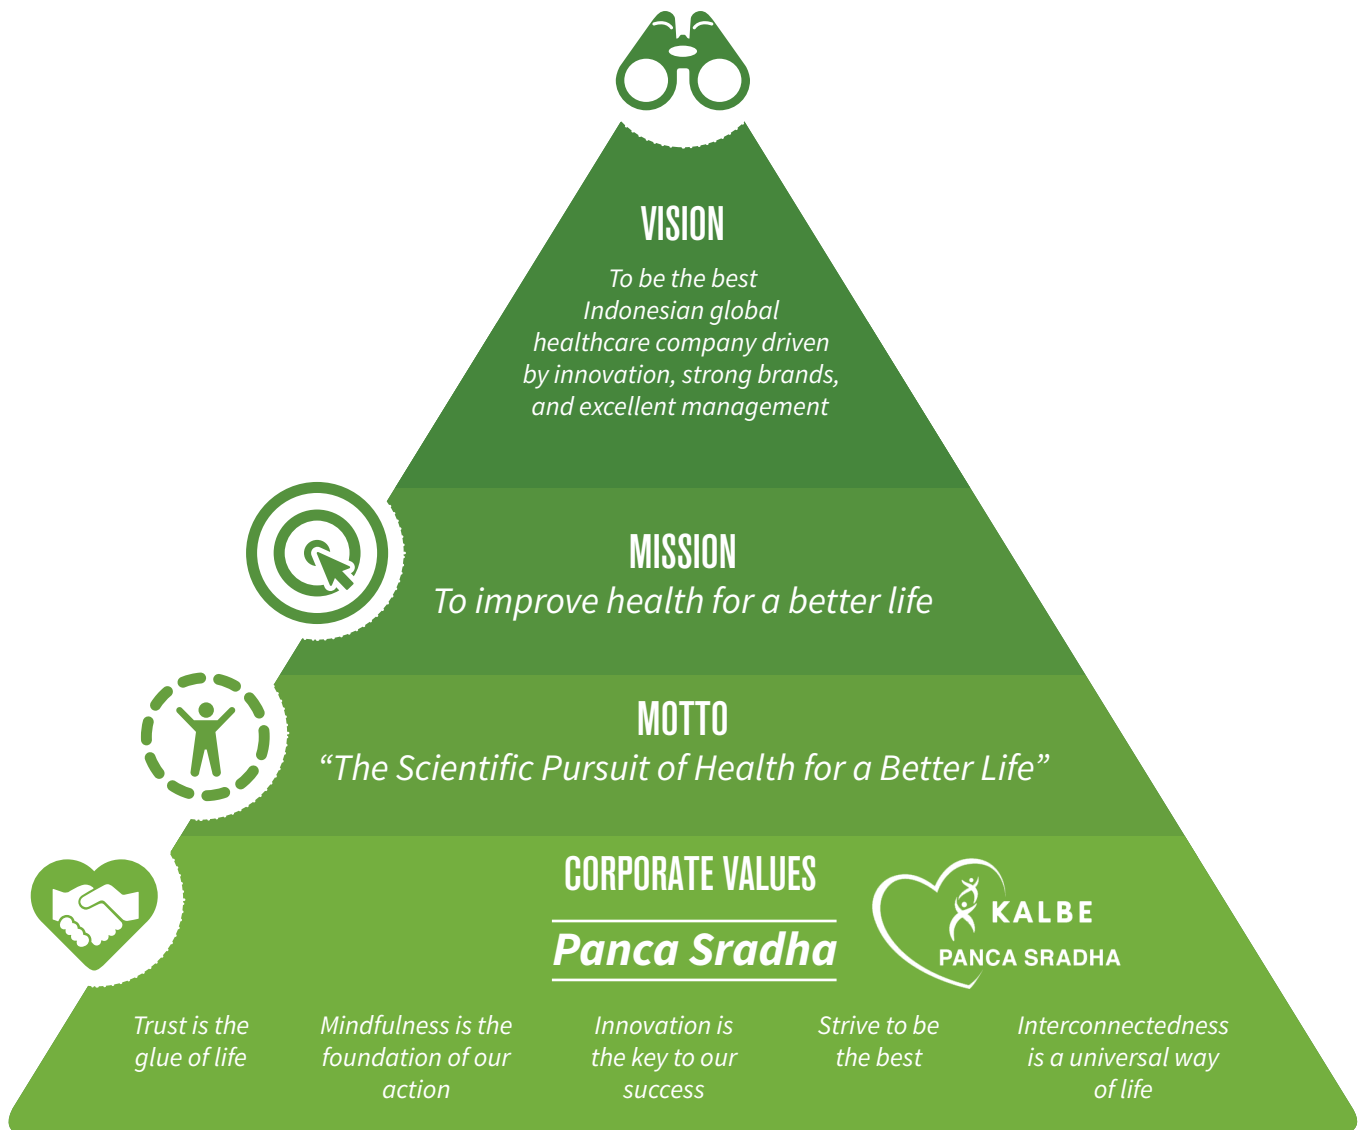 VISION
To be the best
Indonesian global
healthcare company driven
by innovation, strong brands,
and excellent management
MISSION
To improve health for a better life
MOTTO
“The Scientific Pursuit of Health for a Better Life”
CORPORATE VALUES
Panca Sradha
KALBE
PANCA SRADHA
Trust is the
glue of life
Mindfulness is the
foundation of our
action
Innovation is
the key to our
success
Strive to be
the best
Interconnectedness
is a universal way
of life